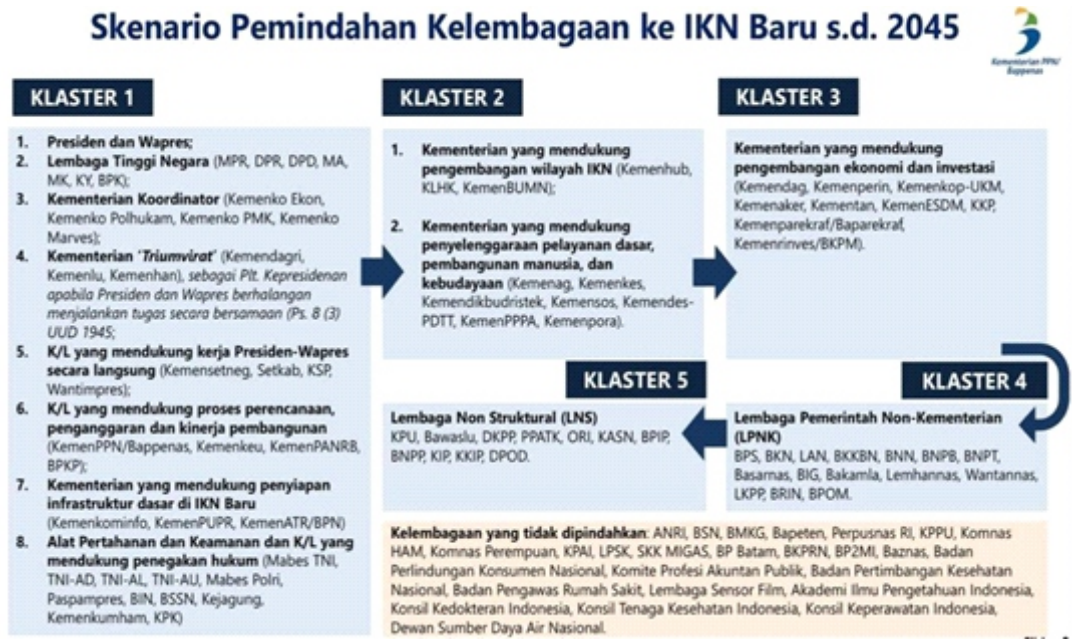 Skenario Pemindahan Kelembagaan ke IKN Baru s.d. 2045
Kementerian PPN/
Bappenas
KLASTER 1
1. Presiden dan Wapres;
2. Lembaga Tinggi Negara (MPR, DPR, DPD, MA,
MK, KY, BPK);
3. Kementerian Koordinator (Kemenko Ekon,
Kemenko Polhukam, Kemenko PMK, Kemenko
Marves);
4. Kementerian 'Triumvirat' (Kemendagri,
Kemenlu, Kemenhan), sebagai Plt. Kepresidenan
apabila Presiden dan Wapres berhalangan
menjalankan tugas secara bersamaan (Ps. 8 (3)
UUD 1945;
5. K/L yang mendukung kerja Presiden-Wapres
secara langsung (Kemensetneg, Setkab, KSP,
Wantimpres);
6. K/L yang mendukung proses perencanaan,
penganggaran dan kinerja pembangunan
(KemenPPN/Bappenas, Kemenkeu, KemenPANRB,
BPKP);
7. Kementerian yang mendukung penyiapan
infrastruktur dasar di IKN Baru
(Kemenkominfo, KemenPUPR, KemenATR/BPN)
8. Alat Pertahanan dan Keamanan dan K/L yang
mendukung penegakan hukum (Mabes TNI,
TNI-AD, TNI-AL, TNI-AU, Mabes Polri,
Paspampres, BIN, BSSN, Kejagung,
Kemenkumham, KPK)
KLASTER 2
1. Kementerian yang mendukung
pengembangan wilayah IKN (Kemenhub,
KLHK, KemenBUMN);
2. Kementerian yang mendukung
penyelenggaraan pelayanan dasar,
pembangunan manusia, dan
kebudayaan (Kemenag, Kemenkes,
Kemendikbudristek, Kemensos, Kemendes-
PDTT, KemenPPPA, Kemenpora).
KLASTER 3
Kementerian yang mendukung
pengembangan ekonomi dan investasi
(Kemendag, Kemenperin, Kemenkop-UKM,
Kemenaker, Kementan, KemenESDM, KKP,
Kemenparekraf/Baparekraf,
Kemenrinves/BKPM).
KLASTER 4
Lembaga Pemerintah Non-Kementerian
(LPNK)
BPS, BKN, LAN, BKKBN, BNN, BNPB, BNPT,
Basarnas, BIG, Bakamla, Lemhannas, Wantannas,
LKPP, BRIN, BPOM.
KLASTER 5
Lembaga Non Struktural (LNS)
KPU, Bawaslu, DKPP, PPATK, ORI, KASN, BPIP,
BNPP, KIP, KKIP, DPOD.
Kelembagaan yang tidak dipindahkan: ANRI, BSN, BMKG, Bapeten, Perpusnas RI, KPPU, Komnas
HAM, Komnas Perempuan, KPAI, LPSK, SKK MIGAS, BP Batam, BKPRN, BP2MI, Baznas, Badan
Perlindungan Konsumen Nasional, Komite Profesi Akuntan Publik, Badan Pertimbangan Kesehatan
Nasional, Badan Pengawas Rumah Sakit, Lembaga Sensor Film, Akademi Ilmu Pengetahuan Indonesia,
Konsil Kedokteran Indonesia, Konsil Tenaga Kesehatan Indonesia, Konsil Keperawatan Indonesia,
Dewan Sumber Daya Air Nasional.